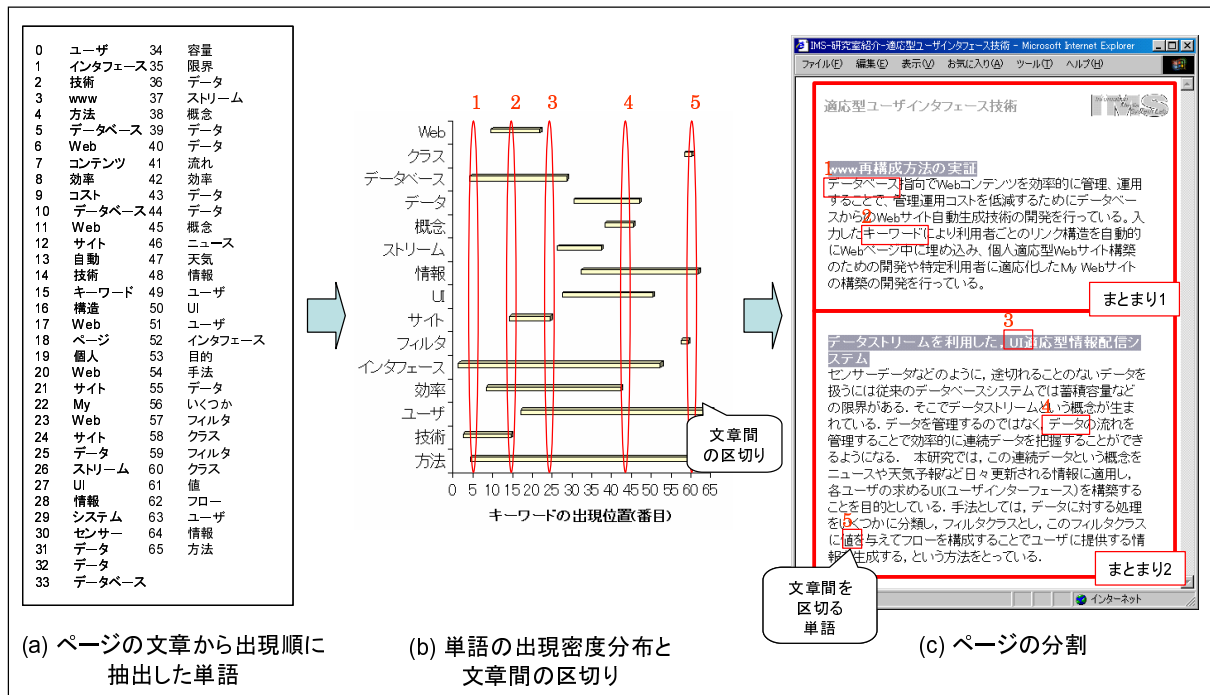 0 ユーザ 34 容量
1 インタフェース 35 限界
2 技術 36 データ
3 www 37 ストリーム
4 方法 38 概念
5 データベース 39 データ
6 Web 40 データ
7 コンテンツ 41 流れ
8 効率 42 効率
9 コスト 43 データ
10 データベース 44 データ
11 Web 45 概念
12 サイト 46 ニュース
13 自動 47 天気
14 技術 48 情報
15 キーワード 49 ユーザ
16 構造 50 UI
17 Web 51 ユーザ
18 ページ 52 インタフェース
19 個人 53 目的
20 Web 54 手法
21 サイト 55 データ
22 My 56 いくつか
23 Web 57 フィルタ
24 サイト 58 クラス
25 データ 59 フィルタ
26 ストリーム 60 クラス
27 UI 61 値
28 情報 62 フロー
29 システム 63 ユーザ
30 センサー 64 情報
31 データ 65 方法
32 データ
33 データベース
(a) ページの文章から出現順に
抽出した単語
1 2 3 4 5
Web
クラス
データベース
データ
概念
ストリーム
情報
UI
サイト
フィルタ
インタフェース
効率
ユーザ
技術
方法
文章間
の区切り
0 5 10 15 20 25 30 35 40 45 50 55 60 65
キーワードの出現位置(番目)
(b) 単語の出現密度分布と
文章間の区切り
IMS-研究室紹介-適応型ユーザインタフェース技術 - Microsoft Internet Explorer
ファイル(F) 編集(E) 表示(V) お気に入り(A) ツール(T) ヘルプ(H)
適応型ユーザインタフェース技術
IMS
1
www再構成方法の実証
データベース指向でWebコンテンツを効率的に管理、運用
することで、管理運用コストを低減するためにデータベー
スからのWebサイト自動生成技術の開発を行っている。入
2
力したキーワードにより利用者ごとのリンク構造を自動的
にWebページ中に埋め込み、個人適応型Webサイト構築
のための開発や特定利用者に適応化したMy Webサイト
の構築の開発を行っている。
まとまり1
3
データストリームを利用した，UI適応型情報配信シ
ステム
センサーデータなどのように，途切れることのないデータを
扱うには従来のデータベースシステムでは蓄積容量など
の限界がある．そこでデータストリームという概念が生ま
4
れている．データを管理するのではなく，データの流れを
管理することで効率的に連続データを把握することができ
るようになる． 本研究では，この連続データという概念を
ニュースや天気予報など日々更新される情報に適用し，
各ユーザの求めるUI(ユーザインターフェース)を構築する
ことを目的としている．手法としては，データに対する処理
5
をいくつかに分類し，フィルタクラスとし，このフィルタクラス
に値を与えてフローを構成することでユーザに提供する情
報を生成する，という方法をとっている．
まとまり2
文章間を
区切る
単語
インターネット
(c) ページの分割